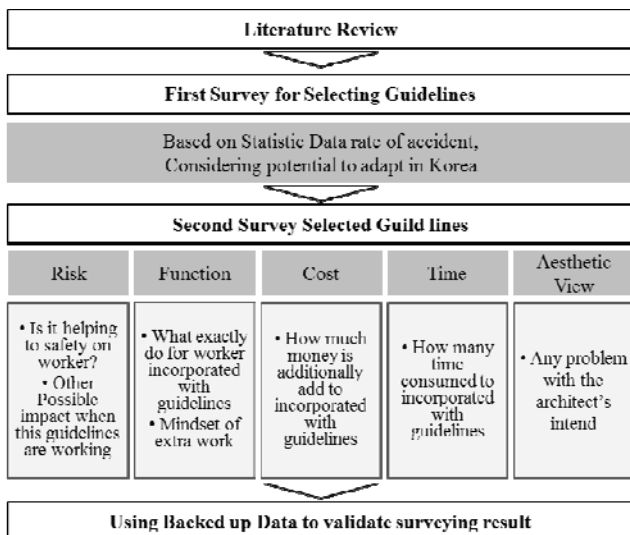 Literature Review
First Survey for Selecting Guidelines
Based on Statistic Data rate of accident,
Considering potential to adapt in Korea
Second Survey Selected Guild lines
Risk
Function
Cost
Time
Aesthetic
View
• Is it helping
to safety on
worker?
• Other
Possible
impact when
this guidelines
are working
• What exactly
do for worker
incorporated
with
guidelines
• Mindset of
extra work
• How much
money is
additionally
add to
incorporated
with
guidelines
• How many
time
consumed to
incorporated
with
guidelines
• Any problem
with the
architect's
intend
Using Backed up Data to validate surveying result